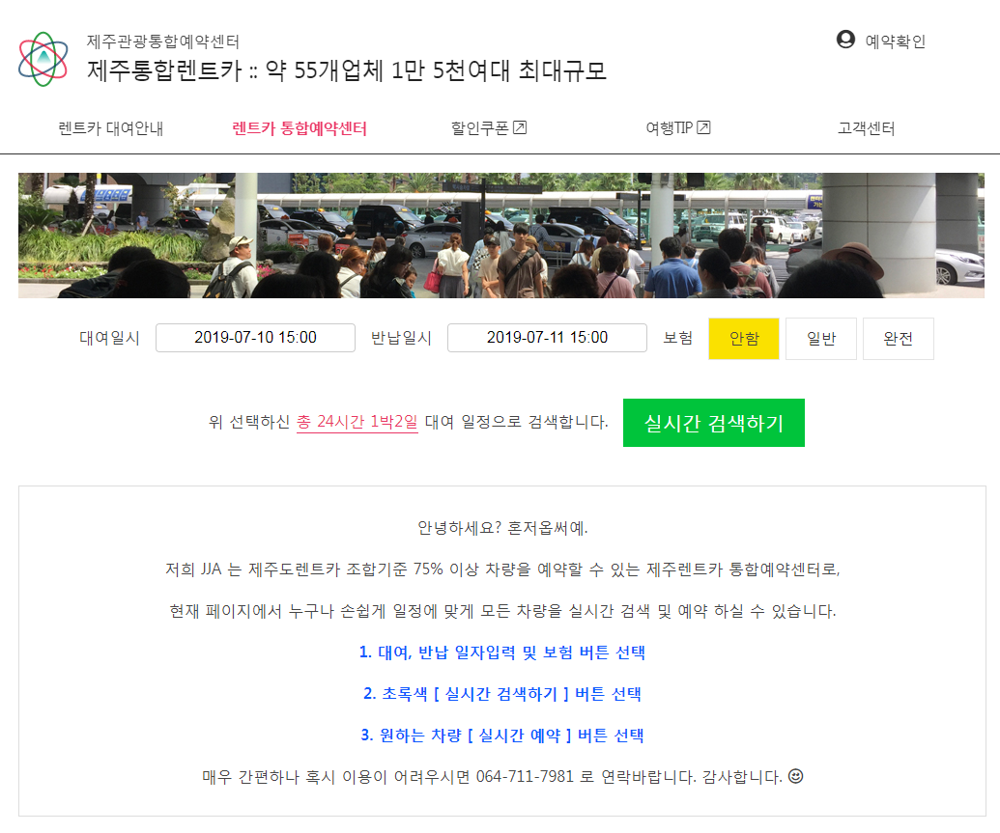 제주관광통합예약센터
제주통합렌트카 :: 약 55개업체 1만 5천여대 최대규모
예약확인
렌트카 대여안내 렌트카 통합예약센터 할인쿠폰 여행TIP 고객센터
대여일시 2019-07-10 15:00 반납일시 2019-07-11 15:00 보험 안함 일반 완전
위 선택하신 총 24시간 1박2일 대여 일정으로 검색합니다. 실시간 검색하기
안녕하세요? 혼저옵써예.
저희 JJA 는 제주도렌트카 조합기준 75% 이상 차량을 예약할 수 있는 제주렌트카 통합예약센터로,
현재 페이지에서 누구나 손쉽게 일정에 맞게 모든 차량을 실시간 검색 및 예약 하실 수 있습니다.
1. 대여, 반납 일자입력 및 보험 버튼 선택
2. 초록색 [ 실시간 검색하기 ] 버튼 선택
3. 원하는 차량 [ 실시간 예약 ] 버튼 선택
매우 간편하나 혹시 이용이 어려우시면 064-711-7981 로 연락바랍니다. 감사합니다.